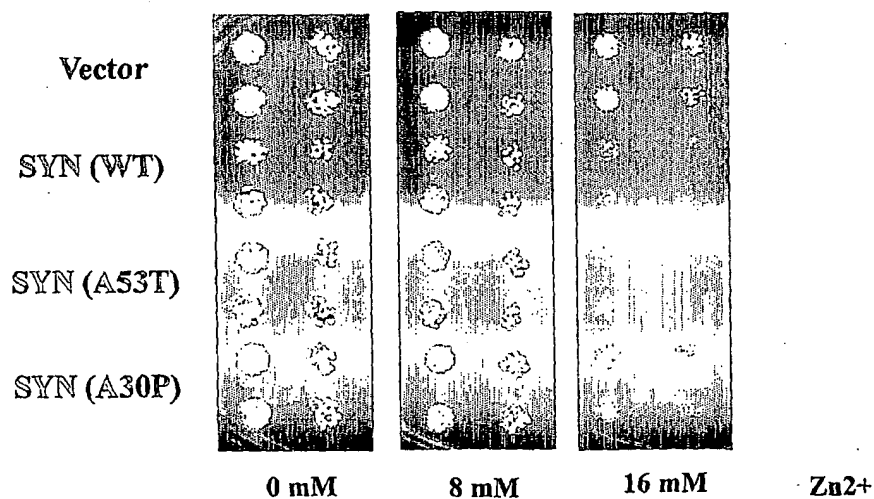 Vector
SYN (WT)
SYN (A53T)
SYN (A30P)
0 mM 8 mM 16 mM Zn2+